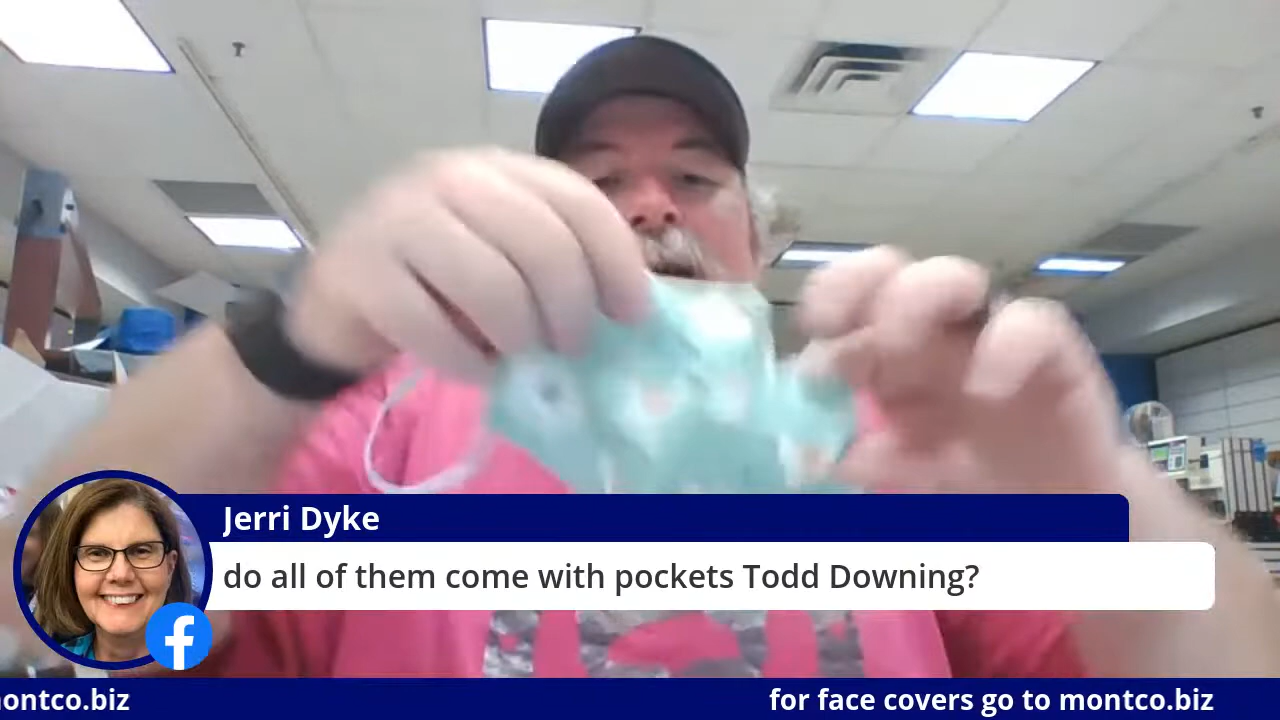 Jerri Dyke
do all of them come with pockets Todd Downing?
montco.biz
for face covers go to montco.biz